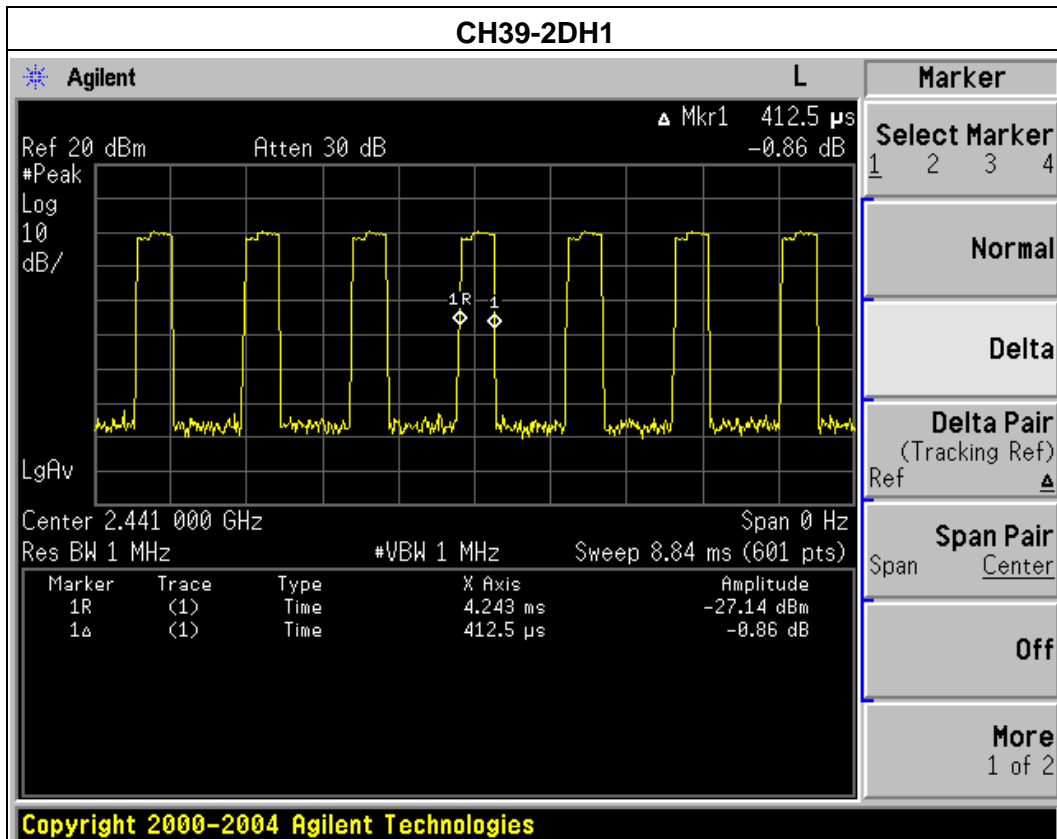 CH39-2DH1
Agilent L Marker
Δ Mkr1 412.5 µs
Ref 20 dBm Atten 30 dB -0.86 dB
#Peak
Log
10
dB/
1R 1
LgAv
Center 2.441 000 GHz Span 0 Hz
Res BW 1 MHz #VBW 1 MHz Sweep 8.84 ms (601 pts)
Marker Trace Type X Axis Amplitude
1R (1) Time 4.243 ms -27.14 dBm
1Δ (1) Time 412.5 µs -0.86 dB
Select Marker
1 2 3 4
Normal
Delta
Delta Pair
(Tracking Ref)
Ref Δ
Span Pair
Span Center
Off
More
1 of 2
Copyright 2000-2004 Agilent Technologies